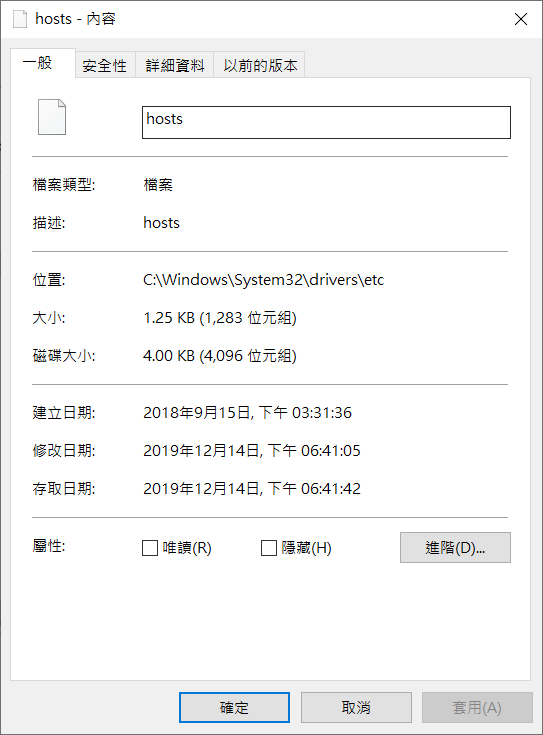 hosts - 內容
一般 安全性 詳細資料 以前的版本
hosts
檔案類型: 檔案
描述: hosts
位置: C:\Windows\System32\drivers\etc
大小: 1.25 KB (1,283 位元組)
磁碟大小: 4.00 KB (4,096 位元組)
建立日期: 2018年9月15日, 下午 03:31:36
修改日期: 2019年12月14日, 下午 06:41:05
存取日期: 2019年12月14日, 下午 06:41:42
屬性: 唯讀(R) 隱藏(H) 進階(D)...
確定 取消 套用(A)